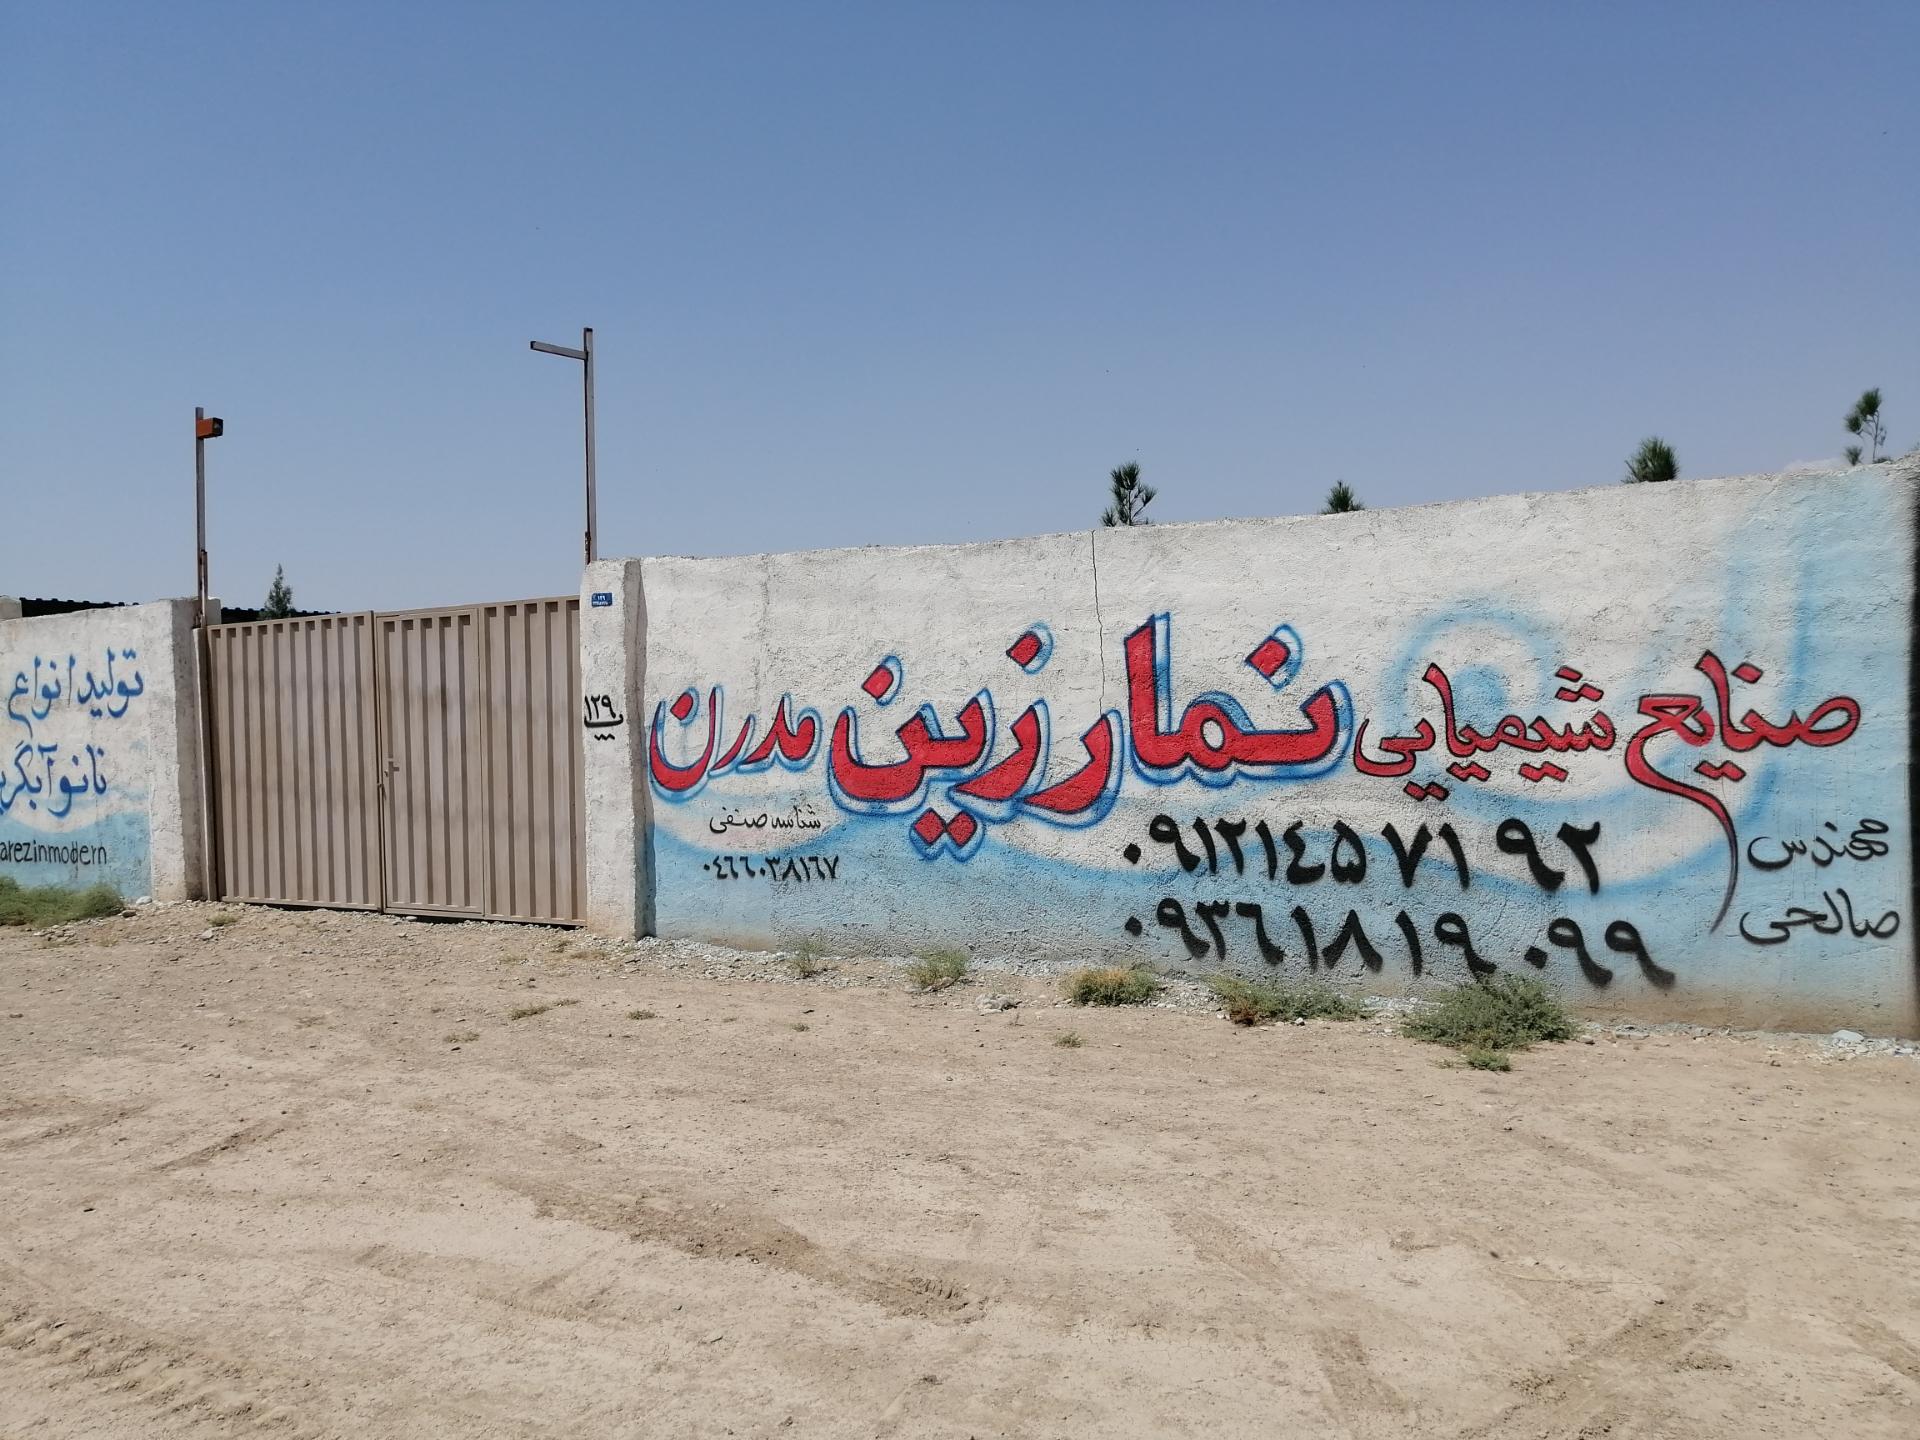 صنایع شیمیایی نمارزین مدرن
مهندس
صالحی
۰۹۱۲۱۴۵۷۱۹۲
۰۹۳۶۱۸۱۹۰۹۹
شناسه صنفی
۰۴۶۶۰۳۸۱۶۷
۱۲۹
پ
تولید انواع
نانو آبگری
arezinmodern